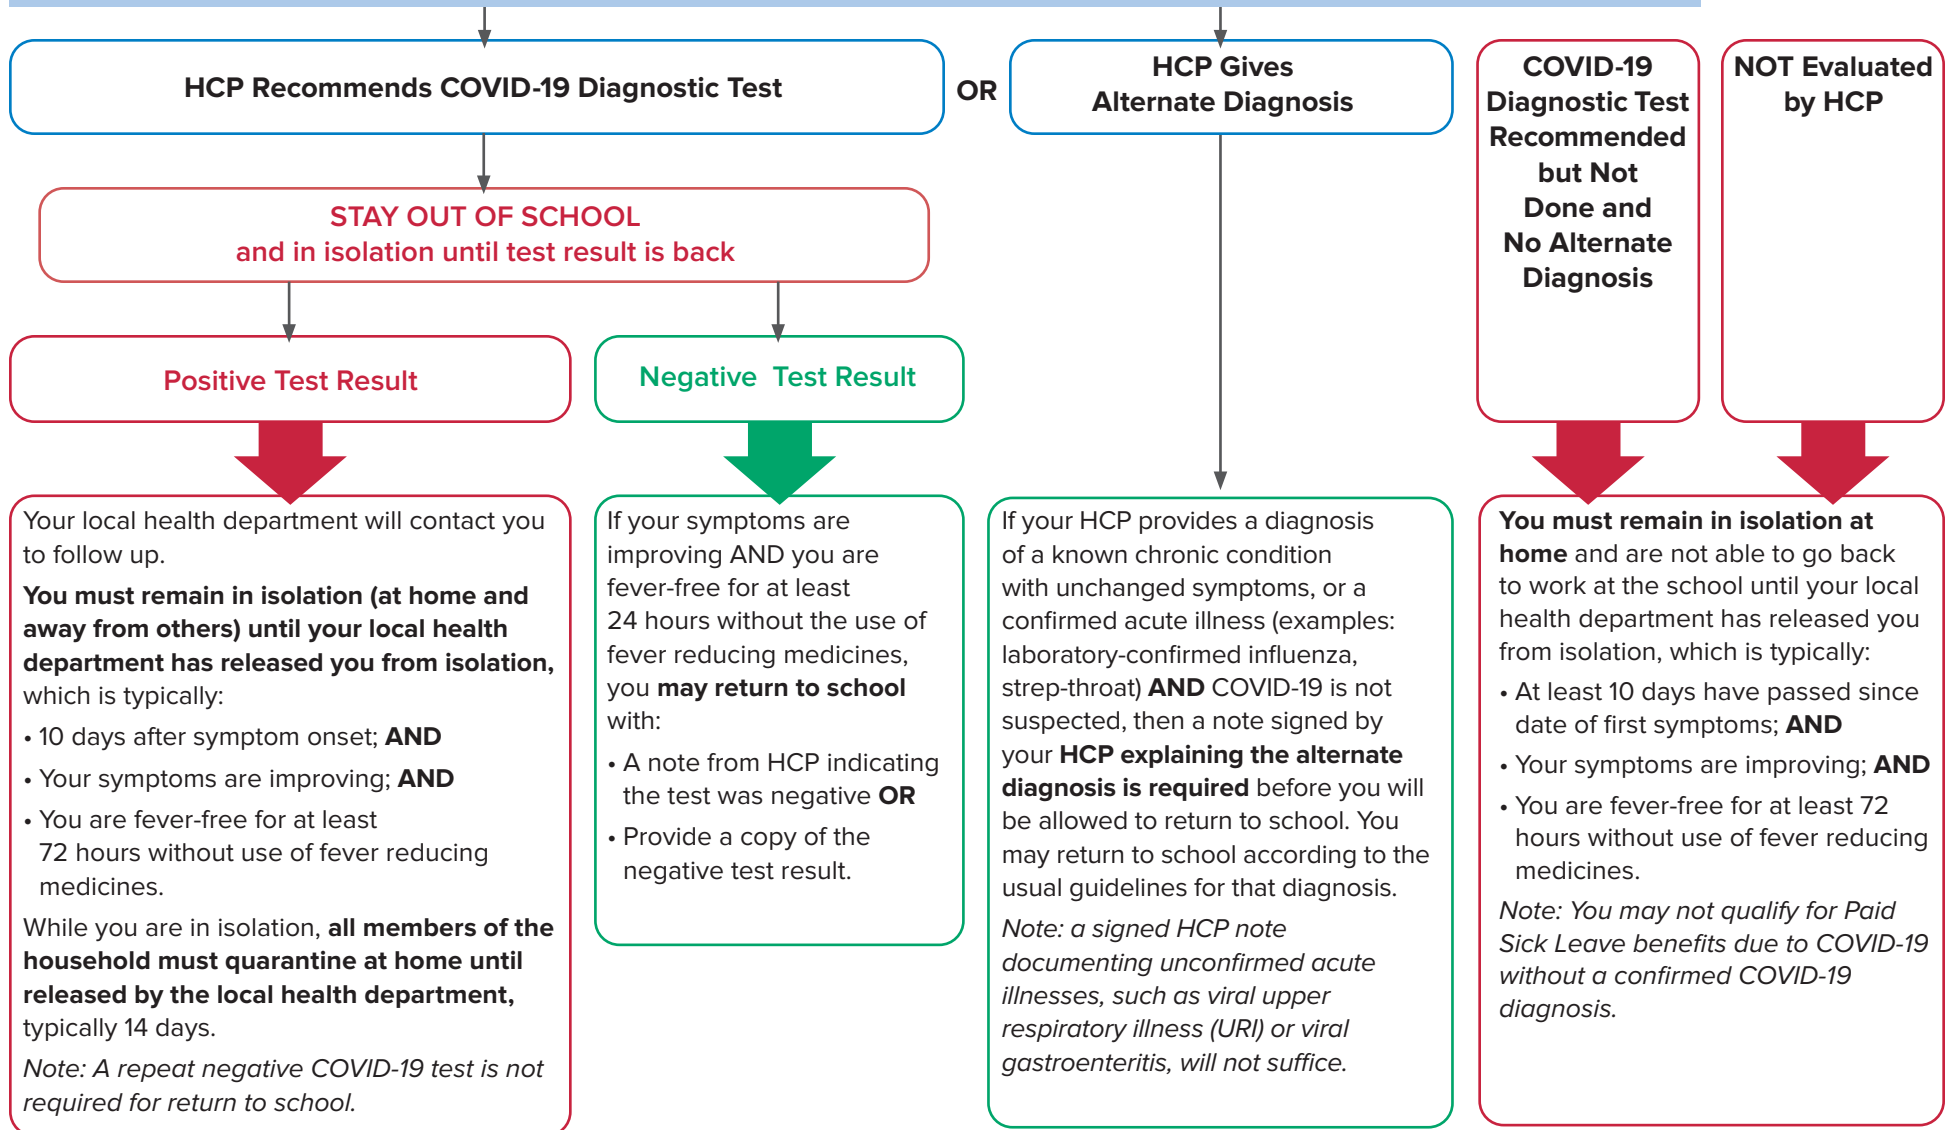 HCP Recommends COVID-19 Diagnostic Test
OR
HCP Gives
Alternate Diagnosis
COVID-19
Diagnostic Test
Recommended
but Not
Done and
No Alternate
Diagnosis
NOT Evaluated
by HCP
STAY OUT OF SCHOOL
and in isolation until test result is back
Positive Test Result
Negative Test Result
Your local health department will contact you
to follow up.
You must remain in isolation (at home and
away from others) until your local health
department has released you from isolation,
which is typically:
• 10 days after symptom onset; AND
• Your symptoms are improving; AND
• You are fever-free for at least
72 hours without use of fever reducing
medicines.
While you are in isolation, all members of the
household must quarantine at home until
released by the local health department,
typically 14 days.
Note: A repeat negative COVID-19 test is not
required for return to school.
If your symptoms are
improving AND you are
fever-free for at least
24 hours without the use of
fever reducing medicines,
you may return to school
with:
• A note from HCP indicating
the test was negative OR
• Provide a copy of the
negative test result.
If your HCP provides a diagnosis
of a known chronic condition
with unchanged symptoms, or a
confirmed acute illness (examples:
laboratory-confirmed influenza,
strep-throat) AND COVID-19 is not
suspected, then a note signed by
your HCP explaining the alternate
diagnosis is required before you will
be allowed to return to school. You
may return to school according to the
usual guidelines for that diagnosis.
Note: a signed HCP note
documenting unconfirmed acute
illnesses, such as viral upper
respiratory illness (URI) or viral
gastroenteritis, will not suffice.
You must remain in isolation at
home and are not able to go back
to work at the school until your local
health department has released you
from isolation, which is typically:
• At least 10 days have passed since
date of first symptoms; AND
• Your symptoms are improving; AND
• You are fever-free for at least 72
hours without use of fever reducing
medicines.
Note: You may not qualify for Paid
Sick Leave benefits due to COVID-19
without a confirmed COVID-19
diagnosis.